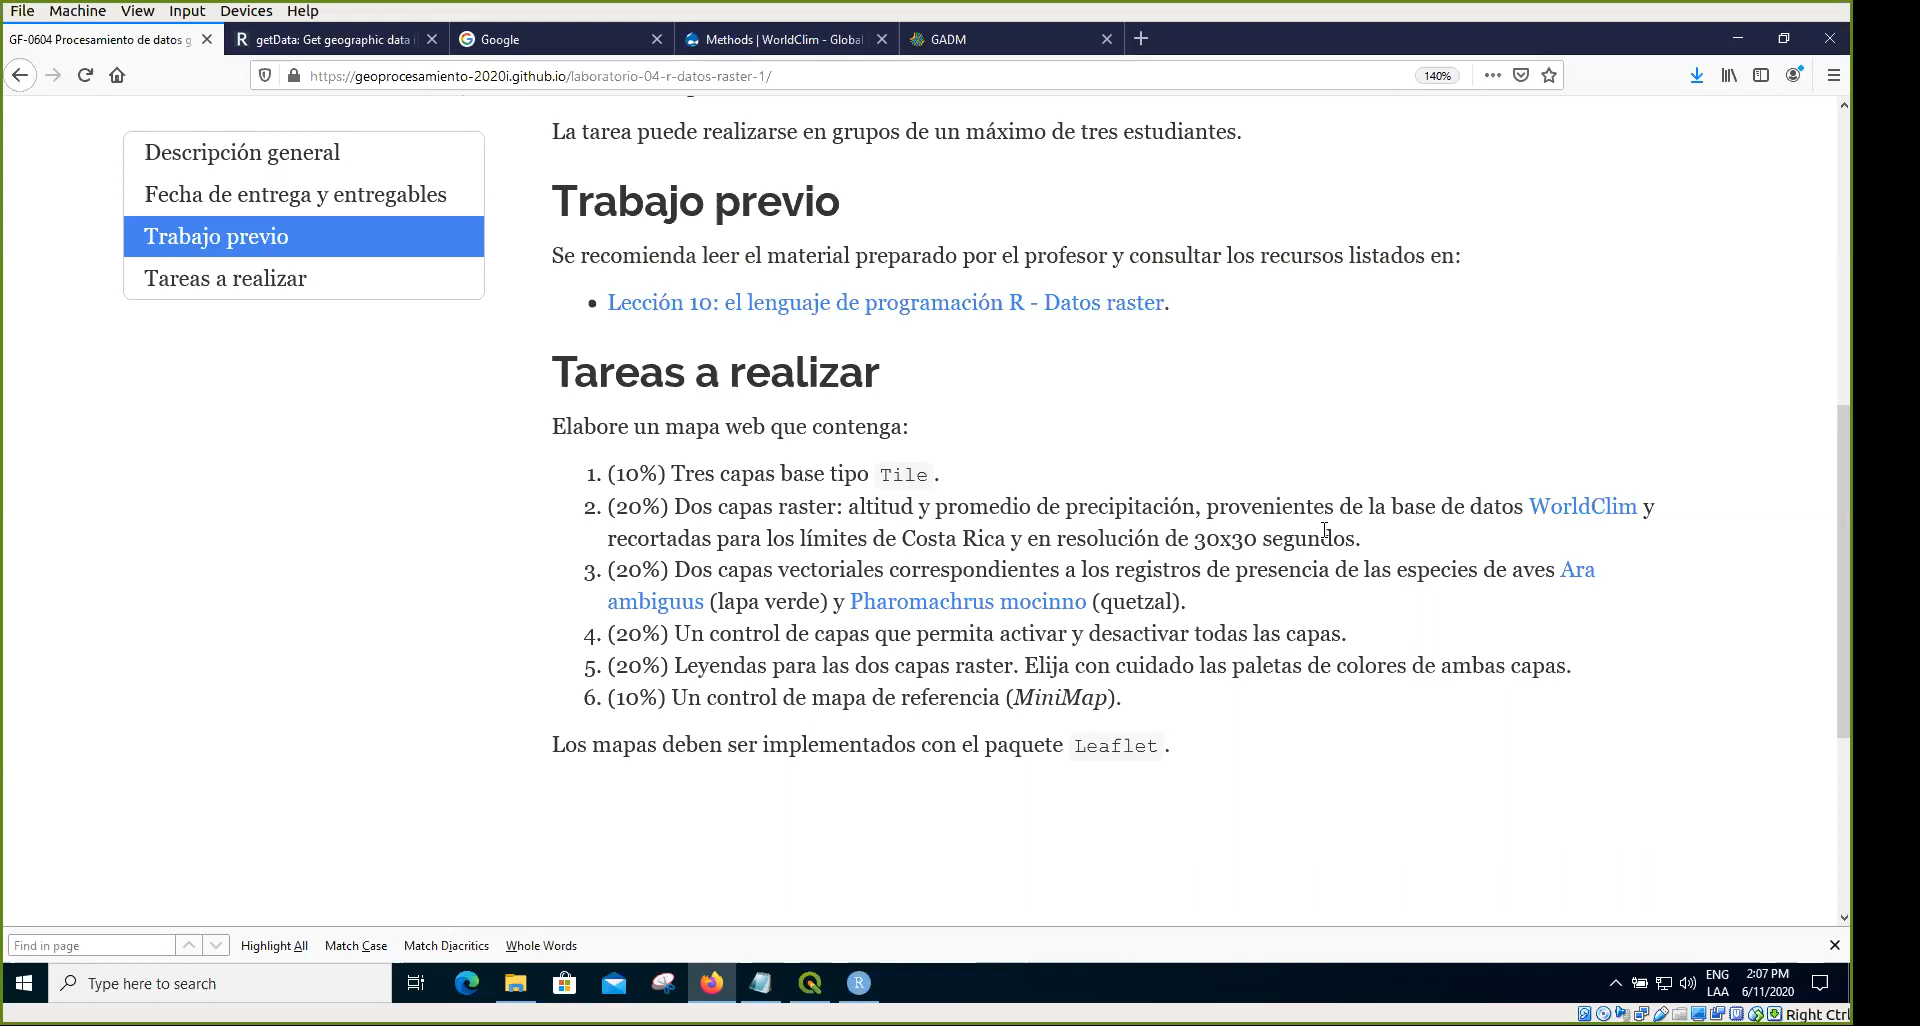 File Machine View Input Devices Help
GF-0604 Procesamiento de datos g
getData: Get geographic data i
Google
Methods | WorldClim - Global
GADM
https://geoprocesamiento-2020i.github.io/laboratorio-04-r-datos-raster-1/
140%
Descripción general
Fecha de entrega y entregables
Trabajo previo
Tareas a realizar
La tarea puede realizarse en grupos de un máximo de tres estudiantes.
Trabajo previo
Se recomienda leer el material preparado por el profesor y consultar los recursos listados en:
• Lección 10: el lenguaje de programación R - Datos raster.
Tareas a realizar
Elabore un mapa web que contenga:
1. (10%) Tres capas base tipo Tile.
2. (20%) Dos capas raster: altitud y promedio de precipitación, provenientes de la base de datos WorldClim y
recortadas para los límites de Costa Rica y en resolución de 30x30 segundos.
3. (20%) Dos capas vectoriales correspondientes a los registros de presencia de las especies de aves Ara
ambiguus (lapa verde) y Pharomachrus mocinno (quetzal).
4. (20%) Un control de capas que permita activar y desactivar todas las capas.
5. (20%) Leyendas para las dos capas raster. Elija con cuidado las paletas de colores de ambas capas.
6. (10%) Un control de mapa de referencia (MiniMap).
Los mapas deben ser implementados con el paquete Leaflet.
Find in page
Highlight All Match Case Match Diacritics Whole Words
Type here to search
ENG
LAA
2:07 PM
6/11/2020
Right Ctrl